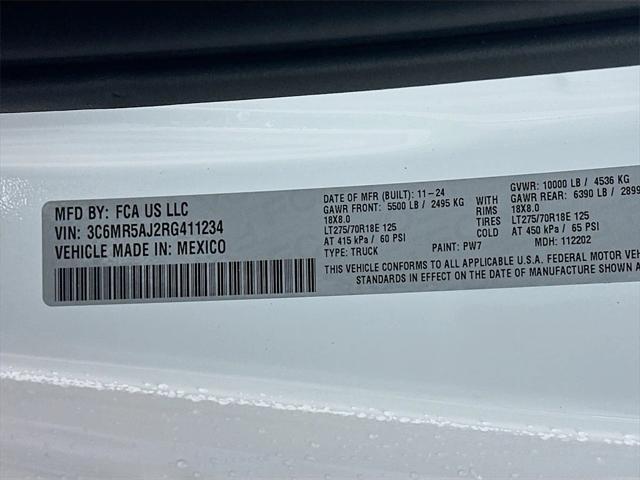 MFD BY: FCA US LLC
VIN: 3C6MR5AJ2RG411234
VEHICLE MADE IN: MEXICO
DATE OF MFR (BUILT): 11-24
GAWR FRONT: 5500 LB / 2495 KG
18X8.0
LT275/70R18E 125
AT 415 kPa / 60 PSI
TYPE: TRUCK
PAINT: PW7
WITH
RIMS
TIRES
COLD
GVWR: 10000 LB / 4536 KG
GAWR REAR: 6390 LB / 2899
18X8.0
LT275/70R18E 125
AT 450 kPa / 65 PSI
MDH: 112202
THIS VEHICLE CONFORMS TO ALL APPLICABLE U.S.A. FEDERAL MOTOR VEH
STANDARDS IN EFFECT ON THE DATE OF MANUFACTURE SHOWN A